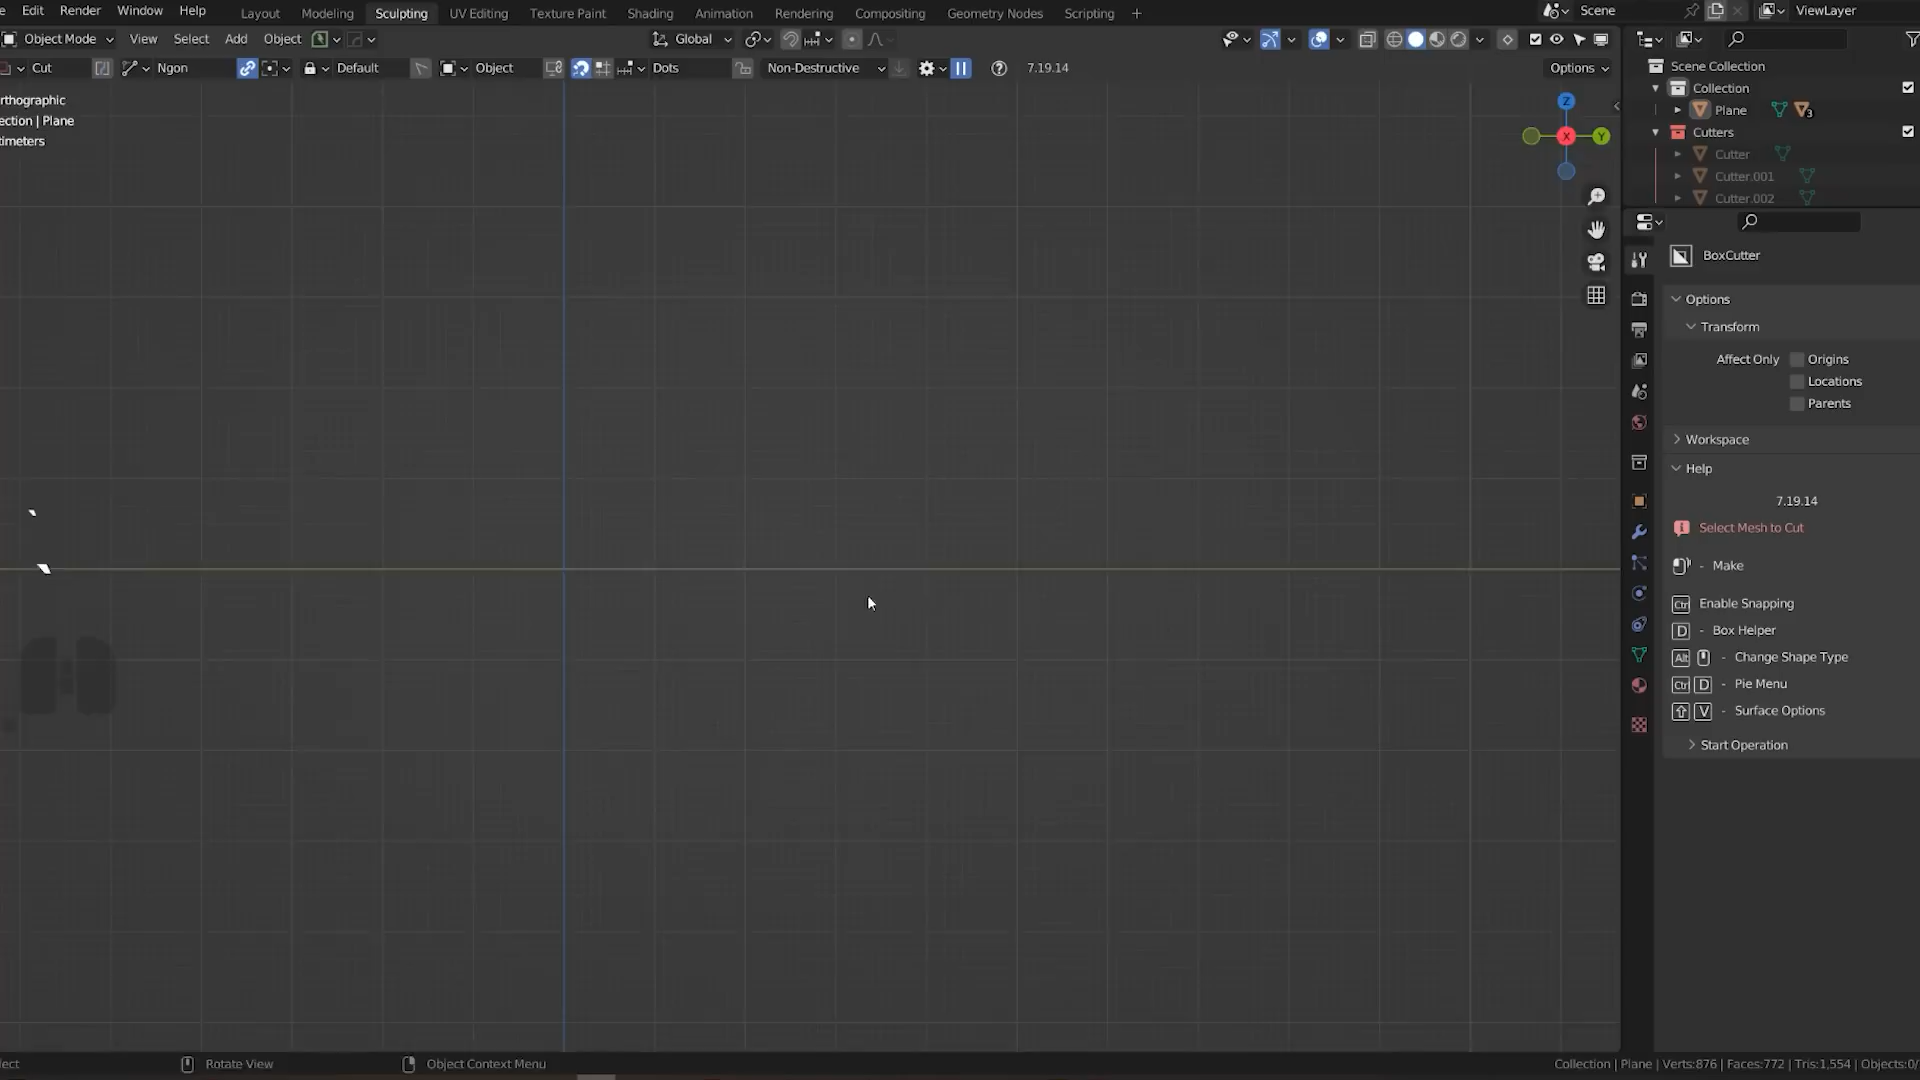 Edit Render Window Help Layout Modeling Sculpting UV Editing Texture Paint Shading Animation Rendering Compositing Geometry Nodes Scripting + Scene ViewLayer
Object Mode View Select Add Object Global
Cut Ngon Default Object Dots Non-Destructive 7.19.14 Options
rthographic
ection | Plane
timeters
Z
X
Y
Scene Collection
Collection
Plane 3
Cutters
Cutter
Cutter.001
Cutter.002
BoxCutter
Options
Transform
Affect Only Origins
Locations
Parents
Workspace
Help
7.19.14
Select Mesh to Cut
- Make
Ctrl Enable Snapping
D - Box Helper
Alt - Change Shape Type
Ctrl D - Pie Menu
V - Surface Options
Start Operation
lect Rotate View Object Context Menu Collection | Plane | Verts:876 | Faces:772 | Tris:1,554 | Objects:0/